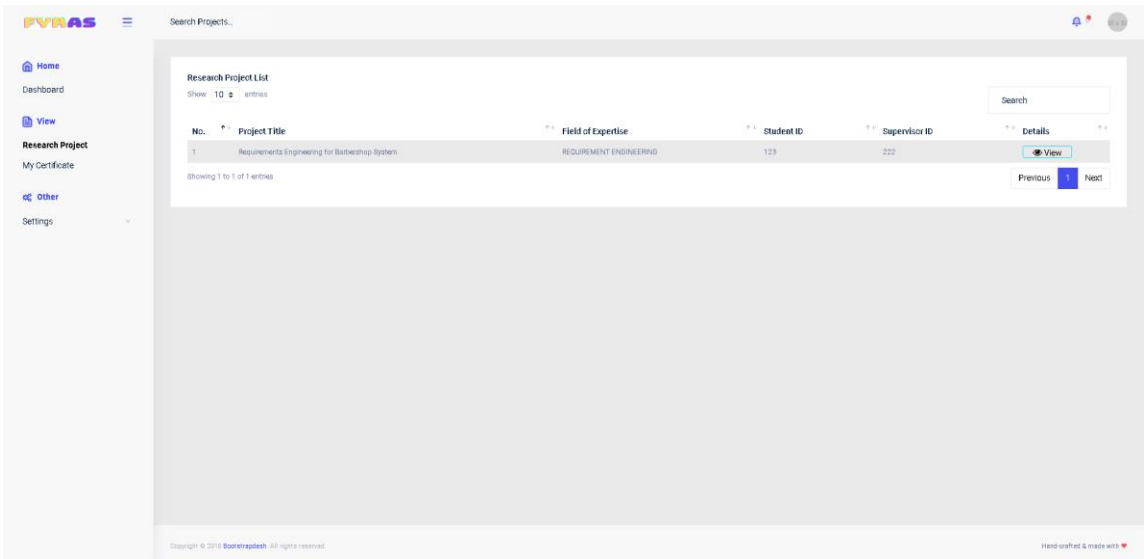 FVRAS
Search Projects..
Home
Dashboard
View
Research Project
My Certificate
Other
Settings
Research Project List
Show 10 entries
Search
No. Project Title Field of Expertise Student ID Supervisor ID Details
1 Requirements Engineering for Barbershop System REQUIREMENT ENGINEERING 123 222 View
Showing 1 to 1 of 1 entries
Previous 1 Next
Copyright © 2018 Bootstrapdash. All rights reserved.
Hand-crafted & made with